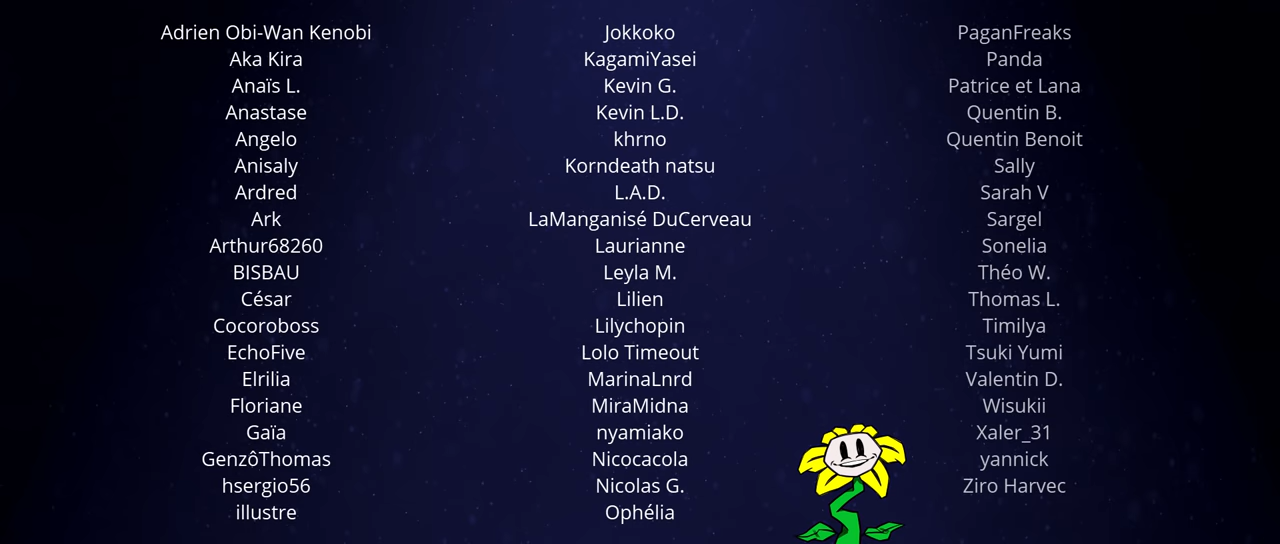 Adrien Obi-Wan Kenobi
Aka Kira
Anaïs L.
Anastase
Angelo
Anisaly
Ardred
Ark
Arthur68260
BISBAU
César
Cocoroboss
EchoFive
Elrilia
Floriane
Gaïa
GenzôThomas
hsergio56
illustre
Jokkoko
KagamiYasei
Kevin G.
Kevin L.D.
khrno
Korndeath natsu
L.A.D.
LaManganisé DuCerveau
Laurianne
Leyla M.
Lilien
Lilychopin
Lolo Timeout
MarinaLnrd
MiraMidna
nyamiako
Nicocacola
Nicolas G.
Ophélia
PaganFreaks
Panda
Patrice et Lana
Quentin B.
Quentin Benoit
Sally
Sarah V
Sargel
Sonelia
Théo W.
Thomas L.
Timilya
Tsuki Yumi
Valentin D.
Wisukii
Xaler_31
yannick
Ziro Harvec